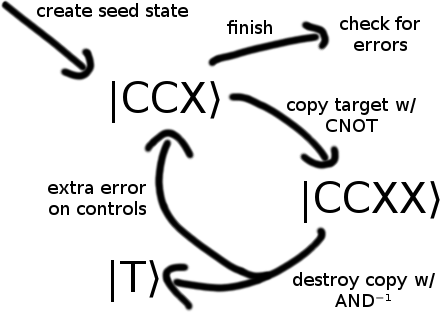 create seed state
finish
check for
errors
|CCX⟩
copy target w/
CNOT
extra error
on controls
|CCXX⟩
|T⟩
destroy copy w/
AND⁻¹